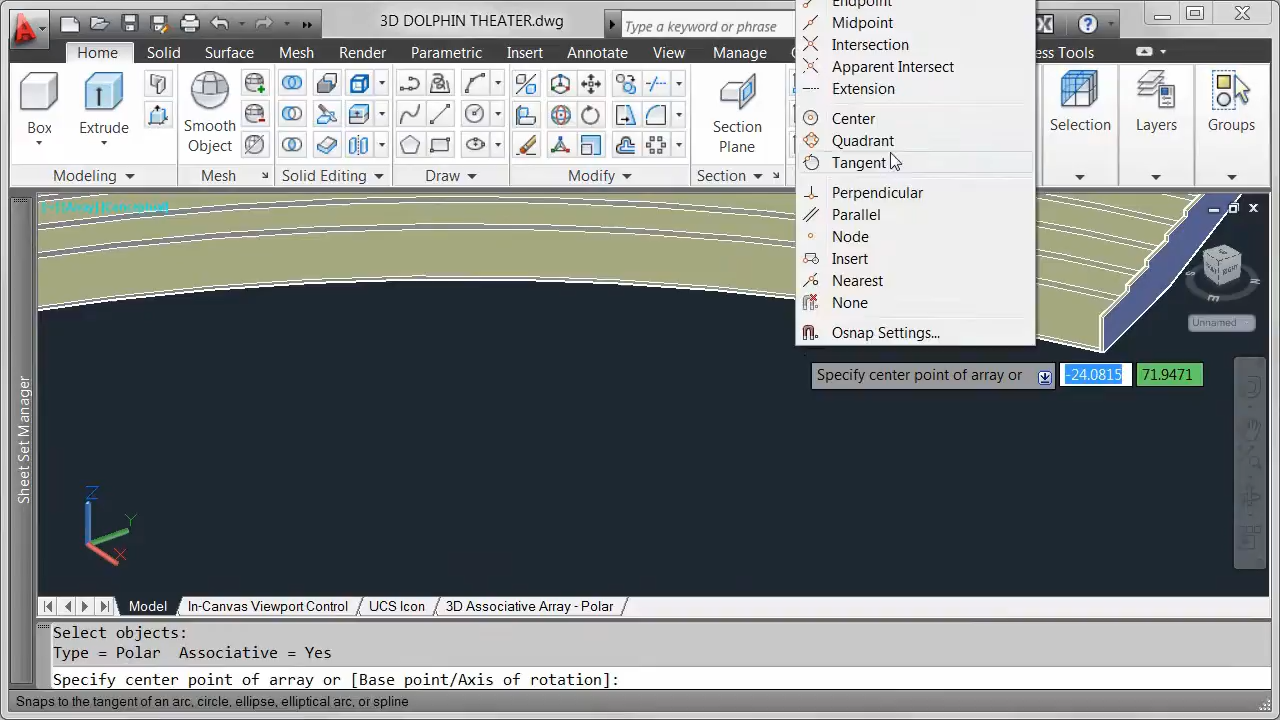 3D DOLPHIN THEATER.dwg
Type a keyword or phrase
Home
Solid
Surface
Mesh
Render
Parametric
Insert
Annotate
View
Manage
ess Tools
Endpoint
Midpoint
Intersection
Apparent Intersect
Extension
Center
Quadrant
Tangent
Perpendicular
Parallel
Node
Insert
Nearest
None
Osnap Settings...
Box
Extrude
Smooth
Object
Section
Plane
Selection
Layers
Groups
Modeling
Mesh
Solid Editing
Draw
Modify
Section
Unnamed
Specify center point of array or
-24.0815
71.9471
Sheet Set Manager
Z
Y
X
Model
In-Canvas Viewport Control
UCS Icon
3D Associative Array - Polar
Select objects:
Type = Polar  Associative = Yes
Specify center point of array or [Base point/Axis of rotation]:
Snaps to the tangent of an arc, circle, ellipse, elliptical arc, or spline